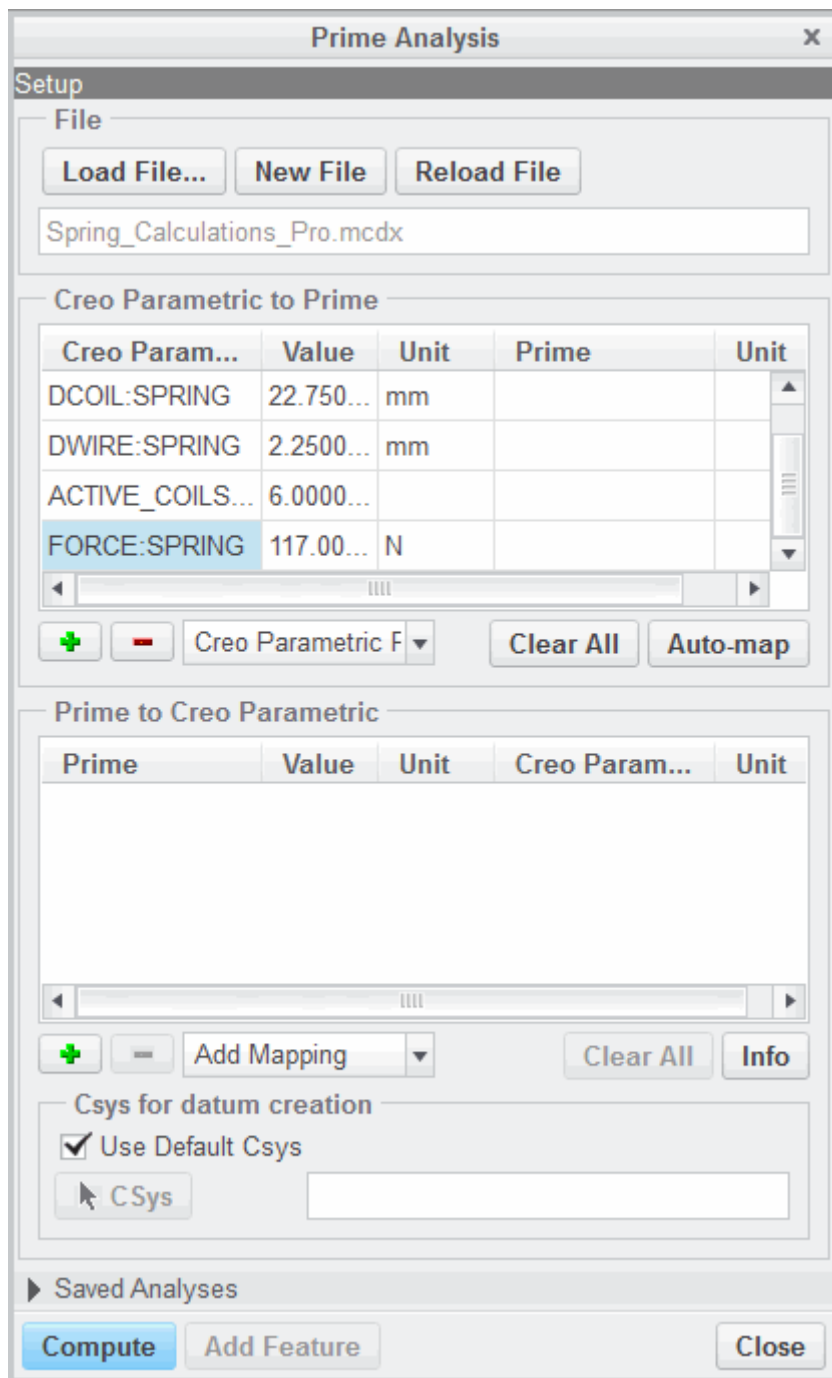 Prime Analysis
Setup
File
Load File... New File Reload File
Spring_Calculations_Pro.mcdx
Creo Parametric to Prime
Creo Param... Value Unit Prime Unit
DCOIL:SPRING 22.750... mm
DWIRE:SPRING 2.2500... mm
ACTIVE_COILS... 6.0000...
FORCE:SPRING 117.00... N
Creo Parametric P Clear All Auto-map
Prime to Creo Parametric
Prime Value Unit Creo Param... Unit
Add Mapping Clear All Info
Csys for datum creation
Use Default Csys
CSys
Saved Analyses
Compute Add Feature Close